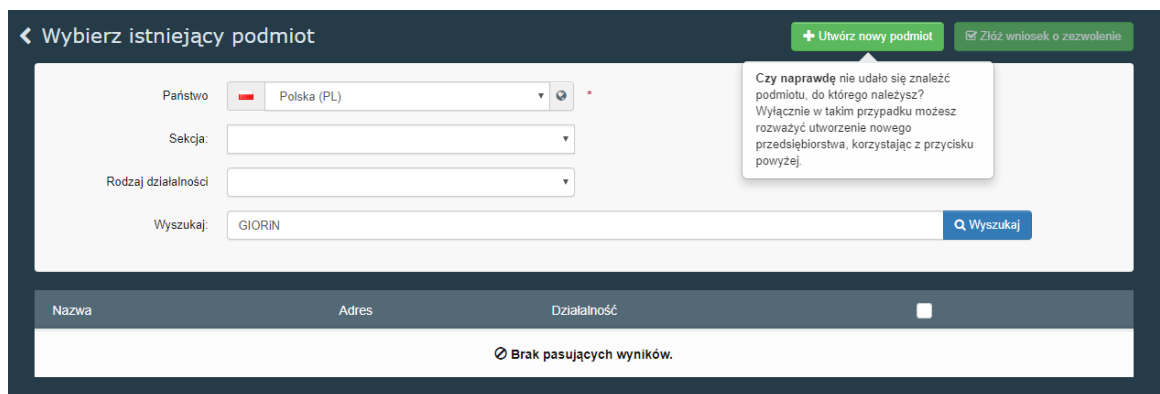 Wybierz istniejący podmiot
Utwórz nowy podmiot
Złóż wniosek o zezwolenie
Czy naprawdę nie udało się znaleźć
podmiotu, do którego należysz?
Wyłącznie w takim przypadku możesz
rozważyć utworzenie nowego
przedsiębiorstwa, korzystając z przycisku
powyżej.
Państwo
Polska (PL)
*
Sekcja:
Rodzaj działalności
Wyszukaj:
GIORiN
Wyszukaj
Nazwa Adres Działalność
Brak pasujących wyników.